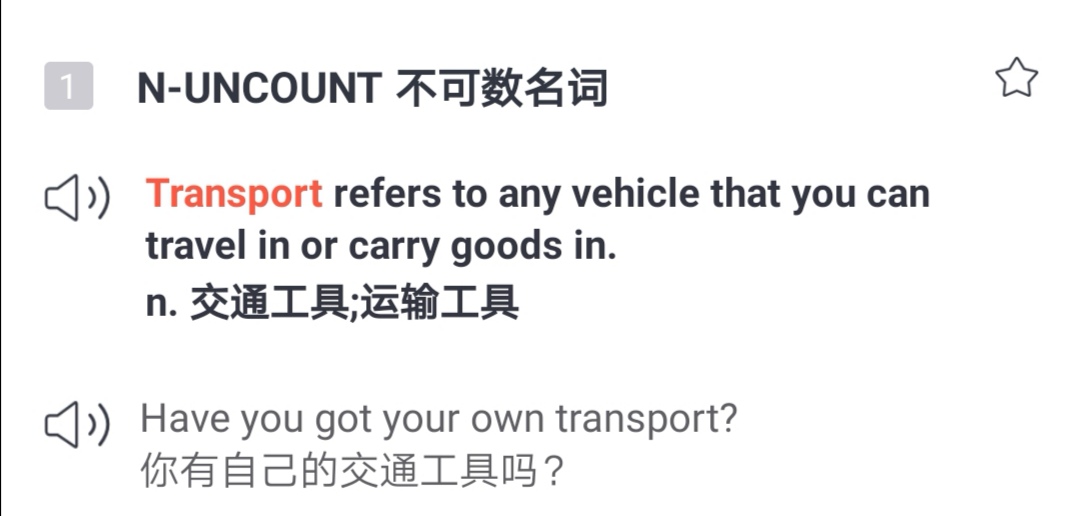 1 N-UNCOUNT 不可数名词
Transport refers to any vehicle that you can
travel in or carry goods in.
n. 交通工具;运输工具
Have you got your own transport?
你有自己的交通工具吗？